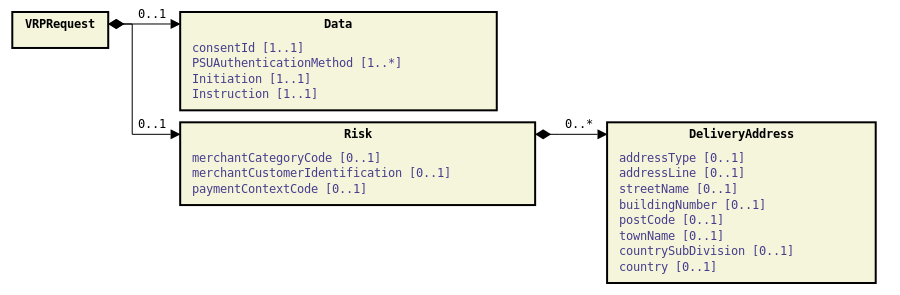 VRPRequest
0..1
Data
consentId [1..1]
PSUAuthenticationMethod [1..*]
Initiation [1..1]
Instruction [1..1]
0..1
Risk
merchantCategoryCode [0..1]
merchantCustomerIdentification [0..1]
paymentContextCode [0..1]
0..*
DeliveryAddress
addressType [0..1]
addressLine [0..1]
streetName [0..1]
buildingNumber [0..1]
postCode [0..1]
townName [0..1]
countrySubDivision [0..1]
country [0..1]